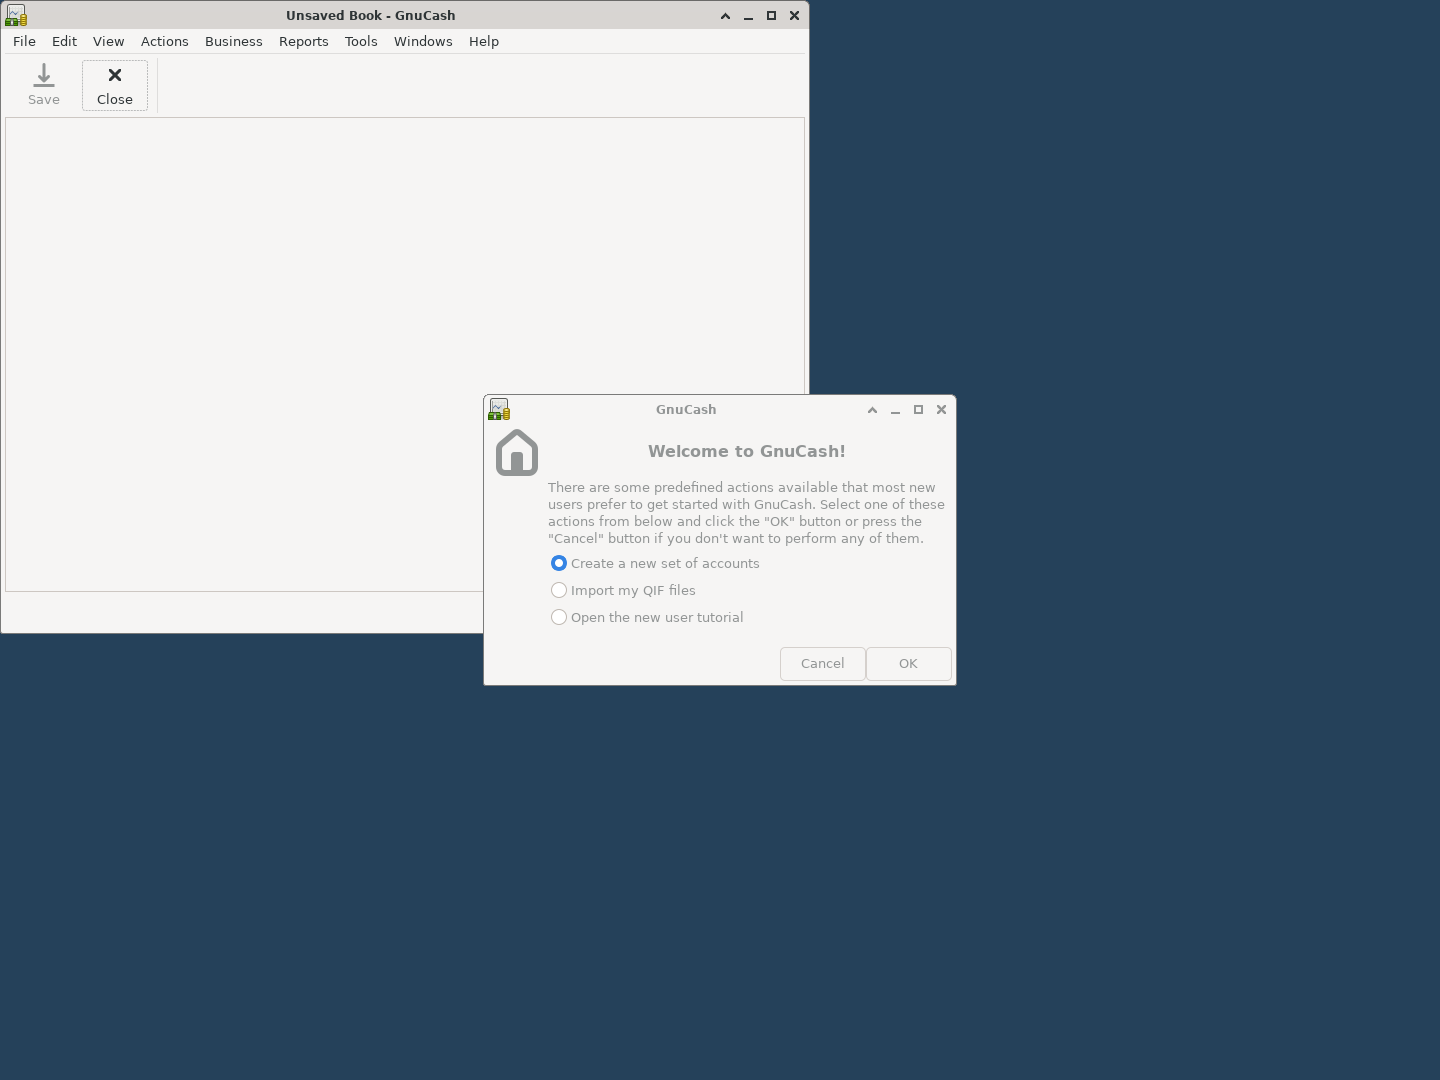 Unsaved Book - GnuCash
File Edit View Actions Business Reports Tools Windows Help
Save Close
GnuCash
Welcome to GnuCash!
There are some predefined actions available that most new
users prefer to get started with GnuCash. Select one of these
actions from below and click the "OK" button or press the
"Cancel" button if you don't want to perform any of them.
Create a new set of accounts
Import my QIF files
Open the new user tutorial
Cancel OK